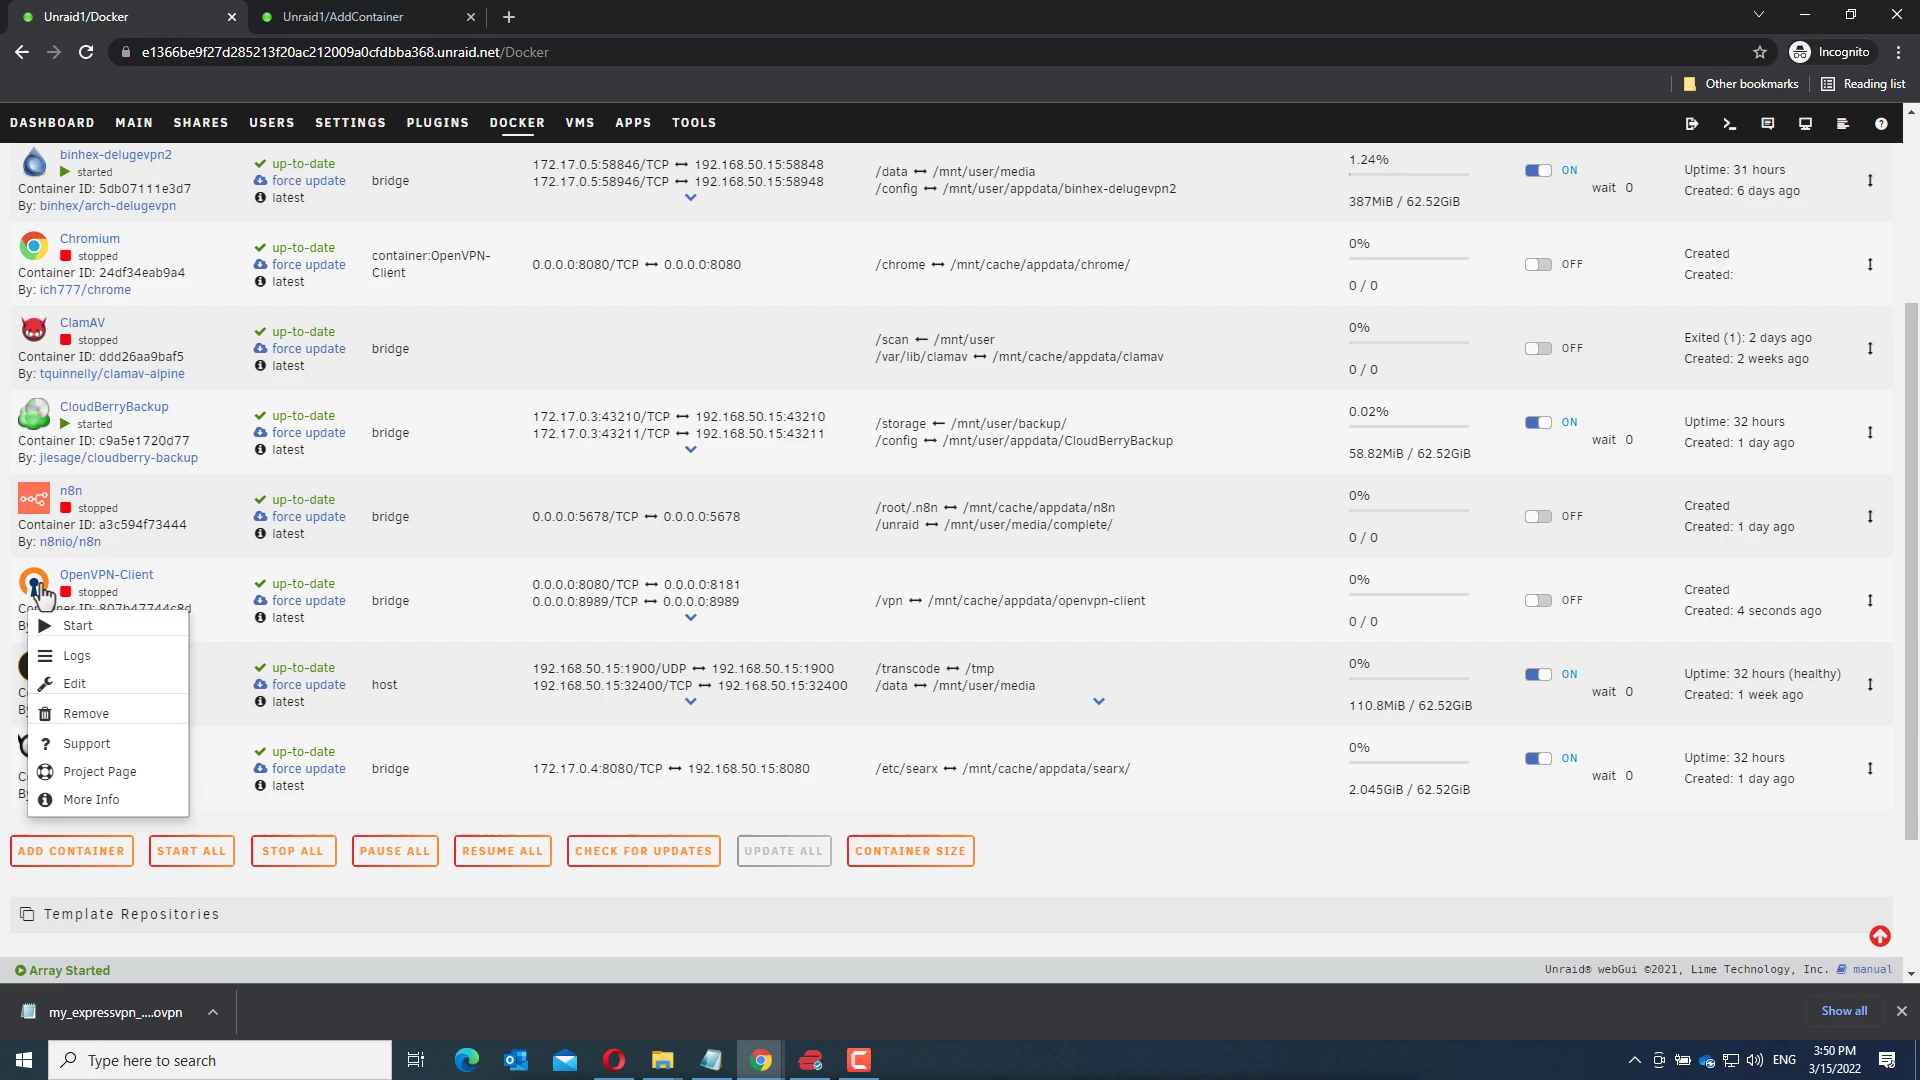 Unraid1/Docker
Unraid1/AddContainer
e1366be9f27d285213f20ac212009a0cfdbba368.unraid.net/Docker
Incognito
Other bookmarks
Reading list
DASHBOARD MAIN SHARES USERS SETTINGS PLUGINS DOCKER VMS APPS TOOLS
binhex-delugevpn2
started
Container ID: 5db07111e3d7
By: binhex/arch-delugevpn
up-to-date
force update
latest
bridge
172.17.0.5:58846/TCP ↔ 192.168.50.15:58848
172.17.0.5:58946/TCP ↔ 192.168.50.15:58948
/data ↔ /mnt/user/media
/config ↔ /mnt/user/appdata/binhex-delugevpn2
1.24%
387MiB / 62.52GiB
ON
wait 0
Uptime: 31 hours
Created: 6 days ago
Chromium
stopped
Container ID: 24df34eab9a4
By: ich777/chrome
up-to-date
force update
latest
container:OpenVPN-
Client
0.0.0.0:8080/TCP ↔ 0.0.0.0:8080
/chrome ↔ /mnt/cache/appdata/chrome/
0%
0 / 0
OFF
Created
Created:
ClamAV
stopped
Container ID: ddd26aa9baf5
By: tquinnelly/clamav-alpine
up-to-date
force update
latest
bridge
/scan ← /mnt/user
/var/lib/clamav ↔ /mnt/cache/appdata/clamav
0%
0 / 0
OFF
Exited (1): 2 days ago
Created: 2 weeks ago
CloudBerryBackup
started
Container ID: c9a5e1720d77
By: jlesage/cloudberry-backup
up-to-date
force update
latest
bridge
172.17.0.3:43210/TCP ↔ 192.168.50.15:43210
172.17.0.3:43211/TCP ↔ 192.168.50.15:43211
/storage ← /mnt/user/backup/
/config ↔ /mnt/user/appdata/CloudBerryBackup
0.02%
58.82MiB / 62.52GiB
ON
wait 0
Uptime: 32 hours
Created: 1 day ago
n8n
stopped
Container ID: a3c594f73444
By: n8nio/n8n
up-to-date
force update
latest
bridge
0.0.0.0:5678/TCP ↔ 0.0.0.0:5678
/root/.n8n ↔ /mnt/cache/appdata/n8n
/unraid ↔ /mnt/user/media/complete/
0%
0 / 0
OFF
Created
Created: 1 day ago
OpenVPN-Client
stopped
up-to-date
force update
latest
bridge
0.0.0.0:8080/TCP ↔ 0.0.0.0:8181
0.0.0.0:8989/TCP ↔ 0.0.0.0:8989
/vpn ↔ /mnt/cache/appdata/openvpn-client
0%
0 / 0
OFF
Created
Created: 4 seconds ago
Start
Logs
Edit
Remove
Support
Project Page
More Info
up-to-date
force update
latest
host
192.168.50.15:1900/UDP ↔ 192.168.50.15:1900
192.168.50.15:32400/TCP ↔ 192.168.50.15:32400
/transcode ↔ /tmp
/data ↔ /mnt/user/media
0%
110.8MiB / 62.52GiB
ON
wait 0
Uptime: 32 hours (healthy)
Created: 1 week ago
up-to-date
force update
latest
bridge
172.17.0.4:8080/TCP ↔ 192.168.50.15:8080
/etc/searx ↔ /mnt/cache/appdata/searx/
0%
2.045GiB / 62.52GiB
ON
wait 0
Uptime: 32 hours
Created: 1 day ago
ADD CONTAINER START ALL STOP ALL PAUSE ALL RESUME ALL CHECK FOR UPDATES UPDATE ALL CONTAINER SIZE
Template Repositories
Array Started
Unraid® webGui ©2021, Lime Technology, Inc. manual
my_expressvpn_....ovpn
Show all
Type here to search
ENG
3:50 PM
3/15/2022